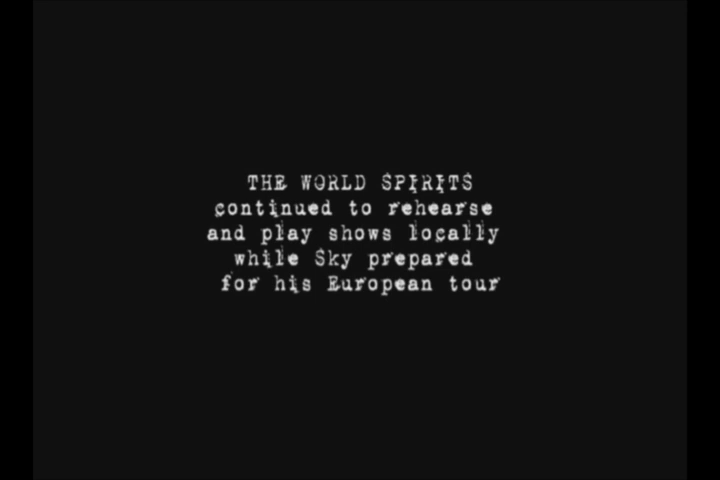 THE WORLD SPIRITS
continued to rehearse
and play shows locally
while Sky prepared
for his European tour